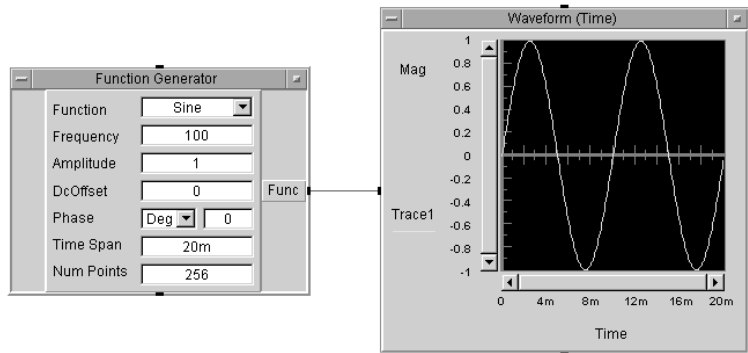 Function Generator
Function Sine
Frequency 100
Amplitude 1
DcOffset 0
Phase Deg 0
Time Span 20m
Num Points 256
Func
Waveform (Time)
Mag
Trace1
1
0.8
0.6
0.4
0.2
0
-0.2
-0.4
-0.6
-0.8
-1
0 4m 8m 12m 16m 20m
Time